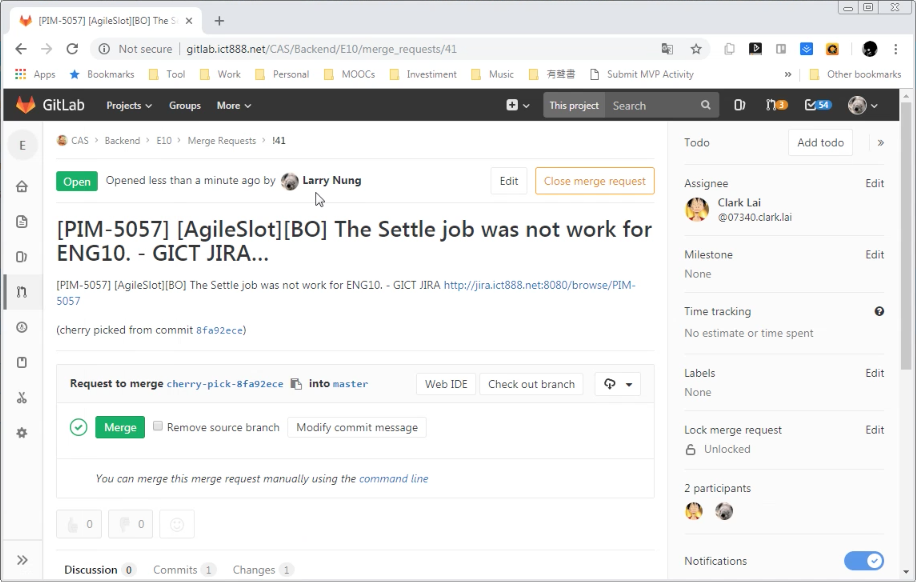 [PIM-5057] [AgileSlot][BO] The Se
Not secure | gitlab.ict888.net/CAS/Backend/E10/merge_requests/41
Apps Bookmarks Tool Work Personal MOOCs Investiment Music 有聲書 Submit MVP Activity » Other bookmarks
GitLab Projects Groups More This project Search 3 54
E CAS > Backend > E10 > Merge Requests > !41
Todo Add todo »
Open Opened less than a minute ago by Larry Nung Edit Close merge request
Assignee Edit
Clark Lai
@07340.clark.lai
[PIM-5057] [AgileSlot][BO] The Settle job was not work for
ENG10. - GICT JIRA...
Milestone Edit
None
[PIM-5057] [AgileSlot][BO] The Settle job was not work for ENG10. - GICT JIRA http://jira.ict888.net:8080/browse/PIM-
5057
(cherry picked from commit 8fa92ece)
Time tracking
No estimate or time spent
Labels Edit
None
Request to merge cherry-pick-8fa92ece into master Web IDE Check out branch
Merge Remove source branch Modify commit message
Lock merge request Edit
Unlocked
You can merge this merge request manually using the command line
2 participants
0 0
Notifications
Discussion 0 Commits 1 Changes 1